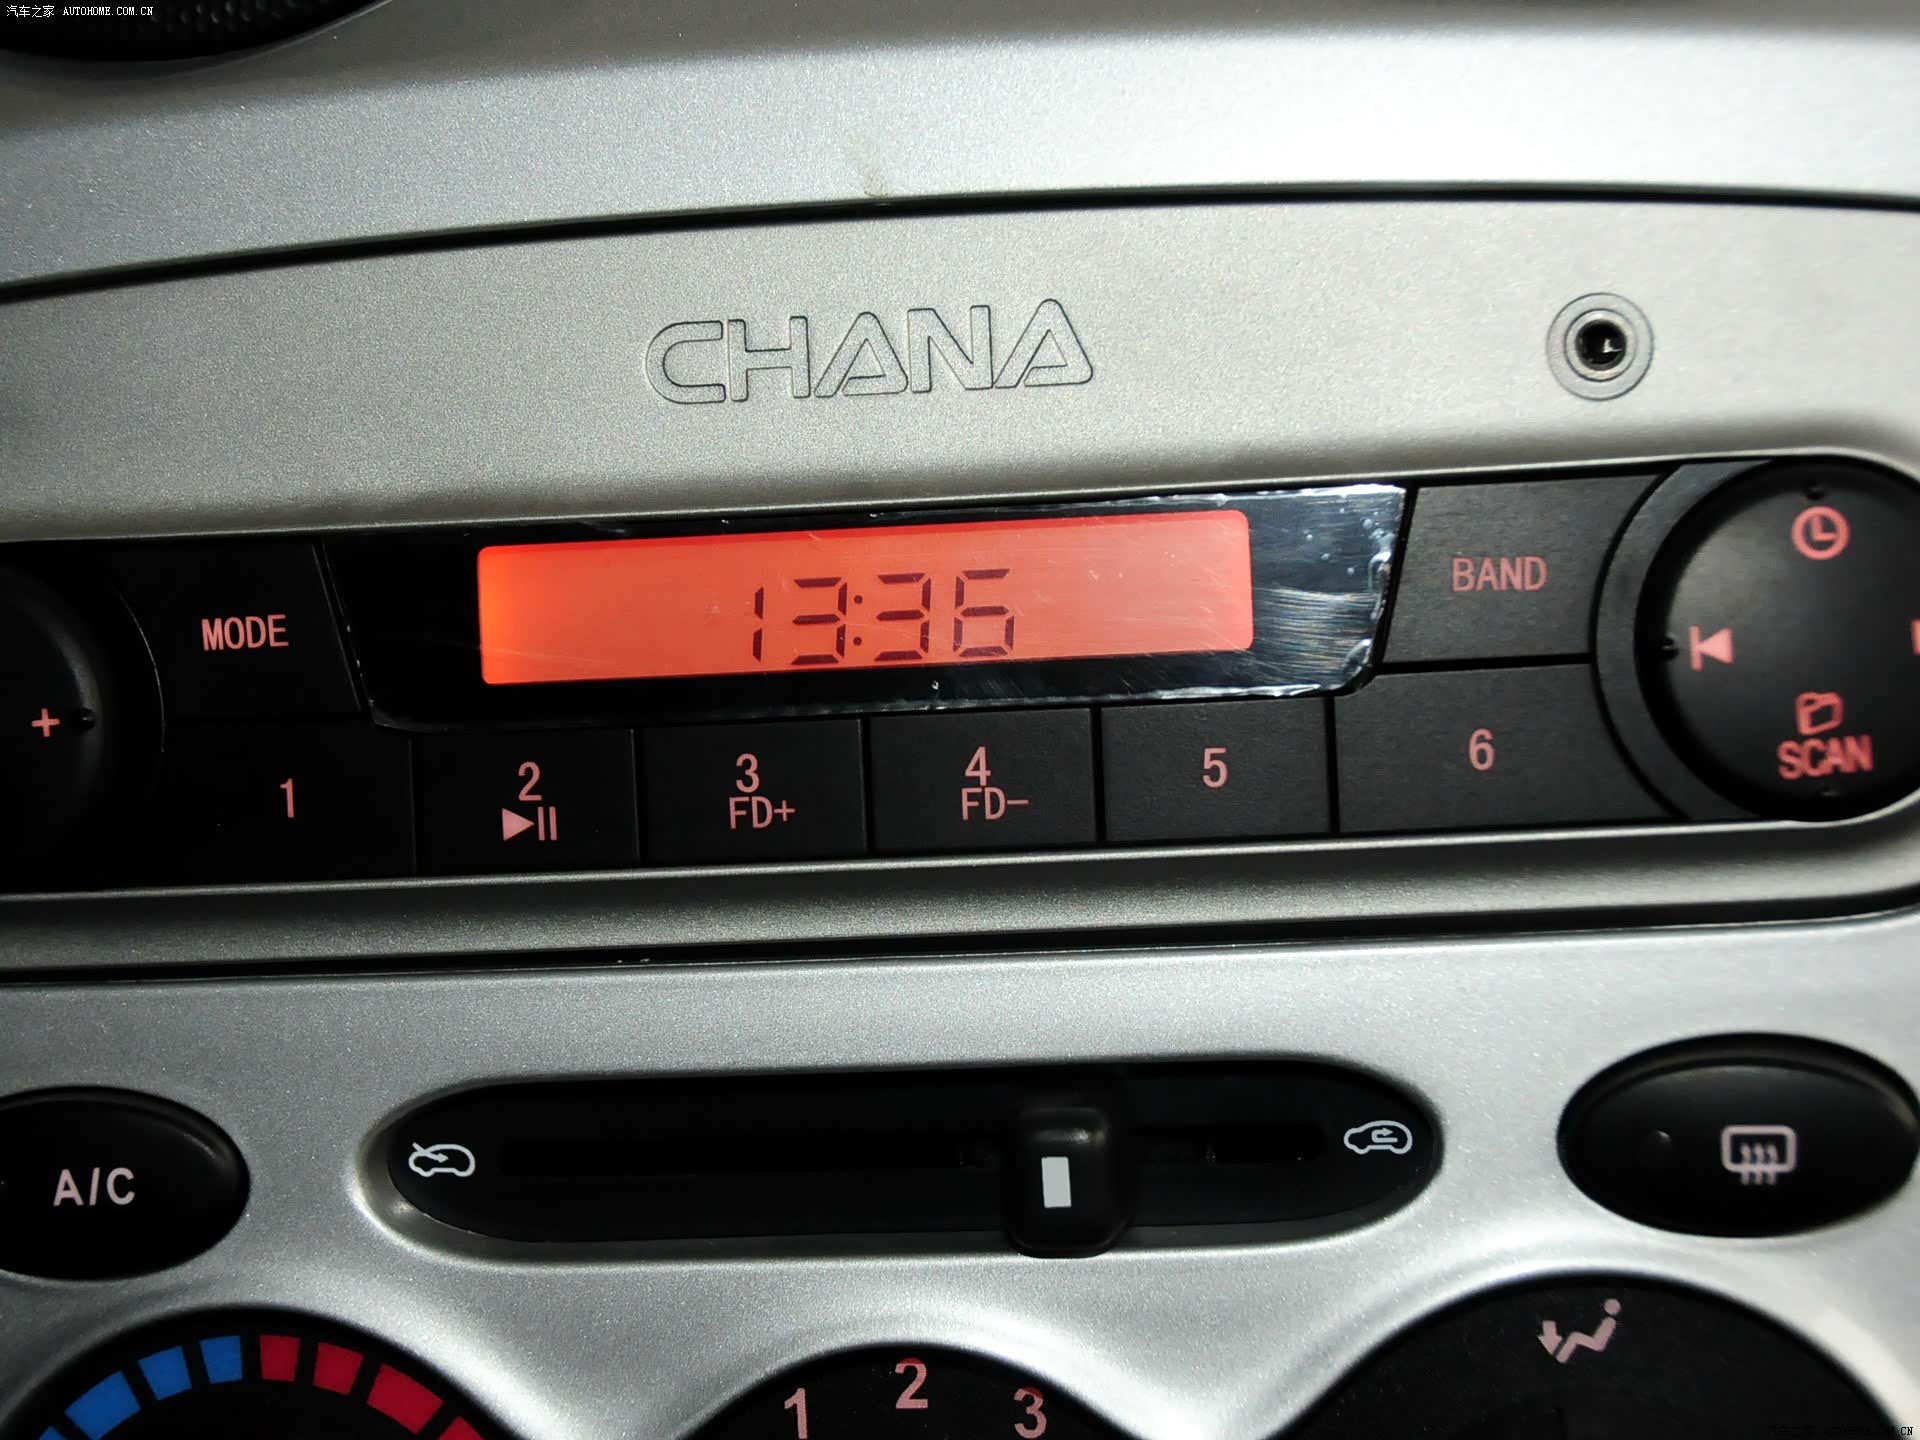 汽车之家 AUTOHOME.COM.CN
CHANA
13:36
MODE
BAND
+
1
2
3
FD+
4
FD-
5
6
SCAN
A/C
1
2
3